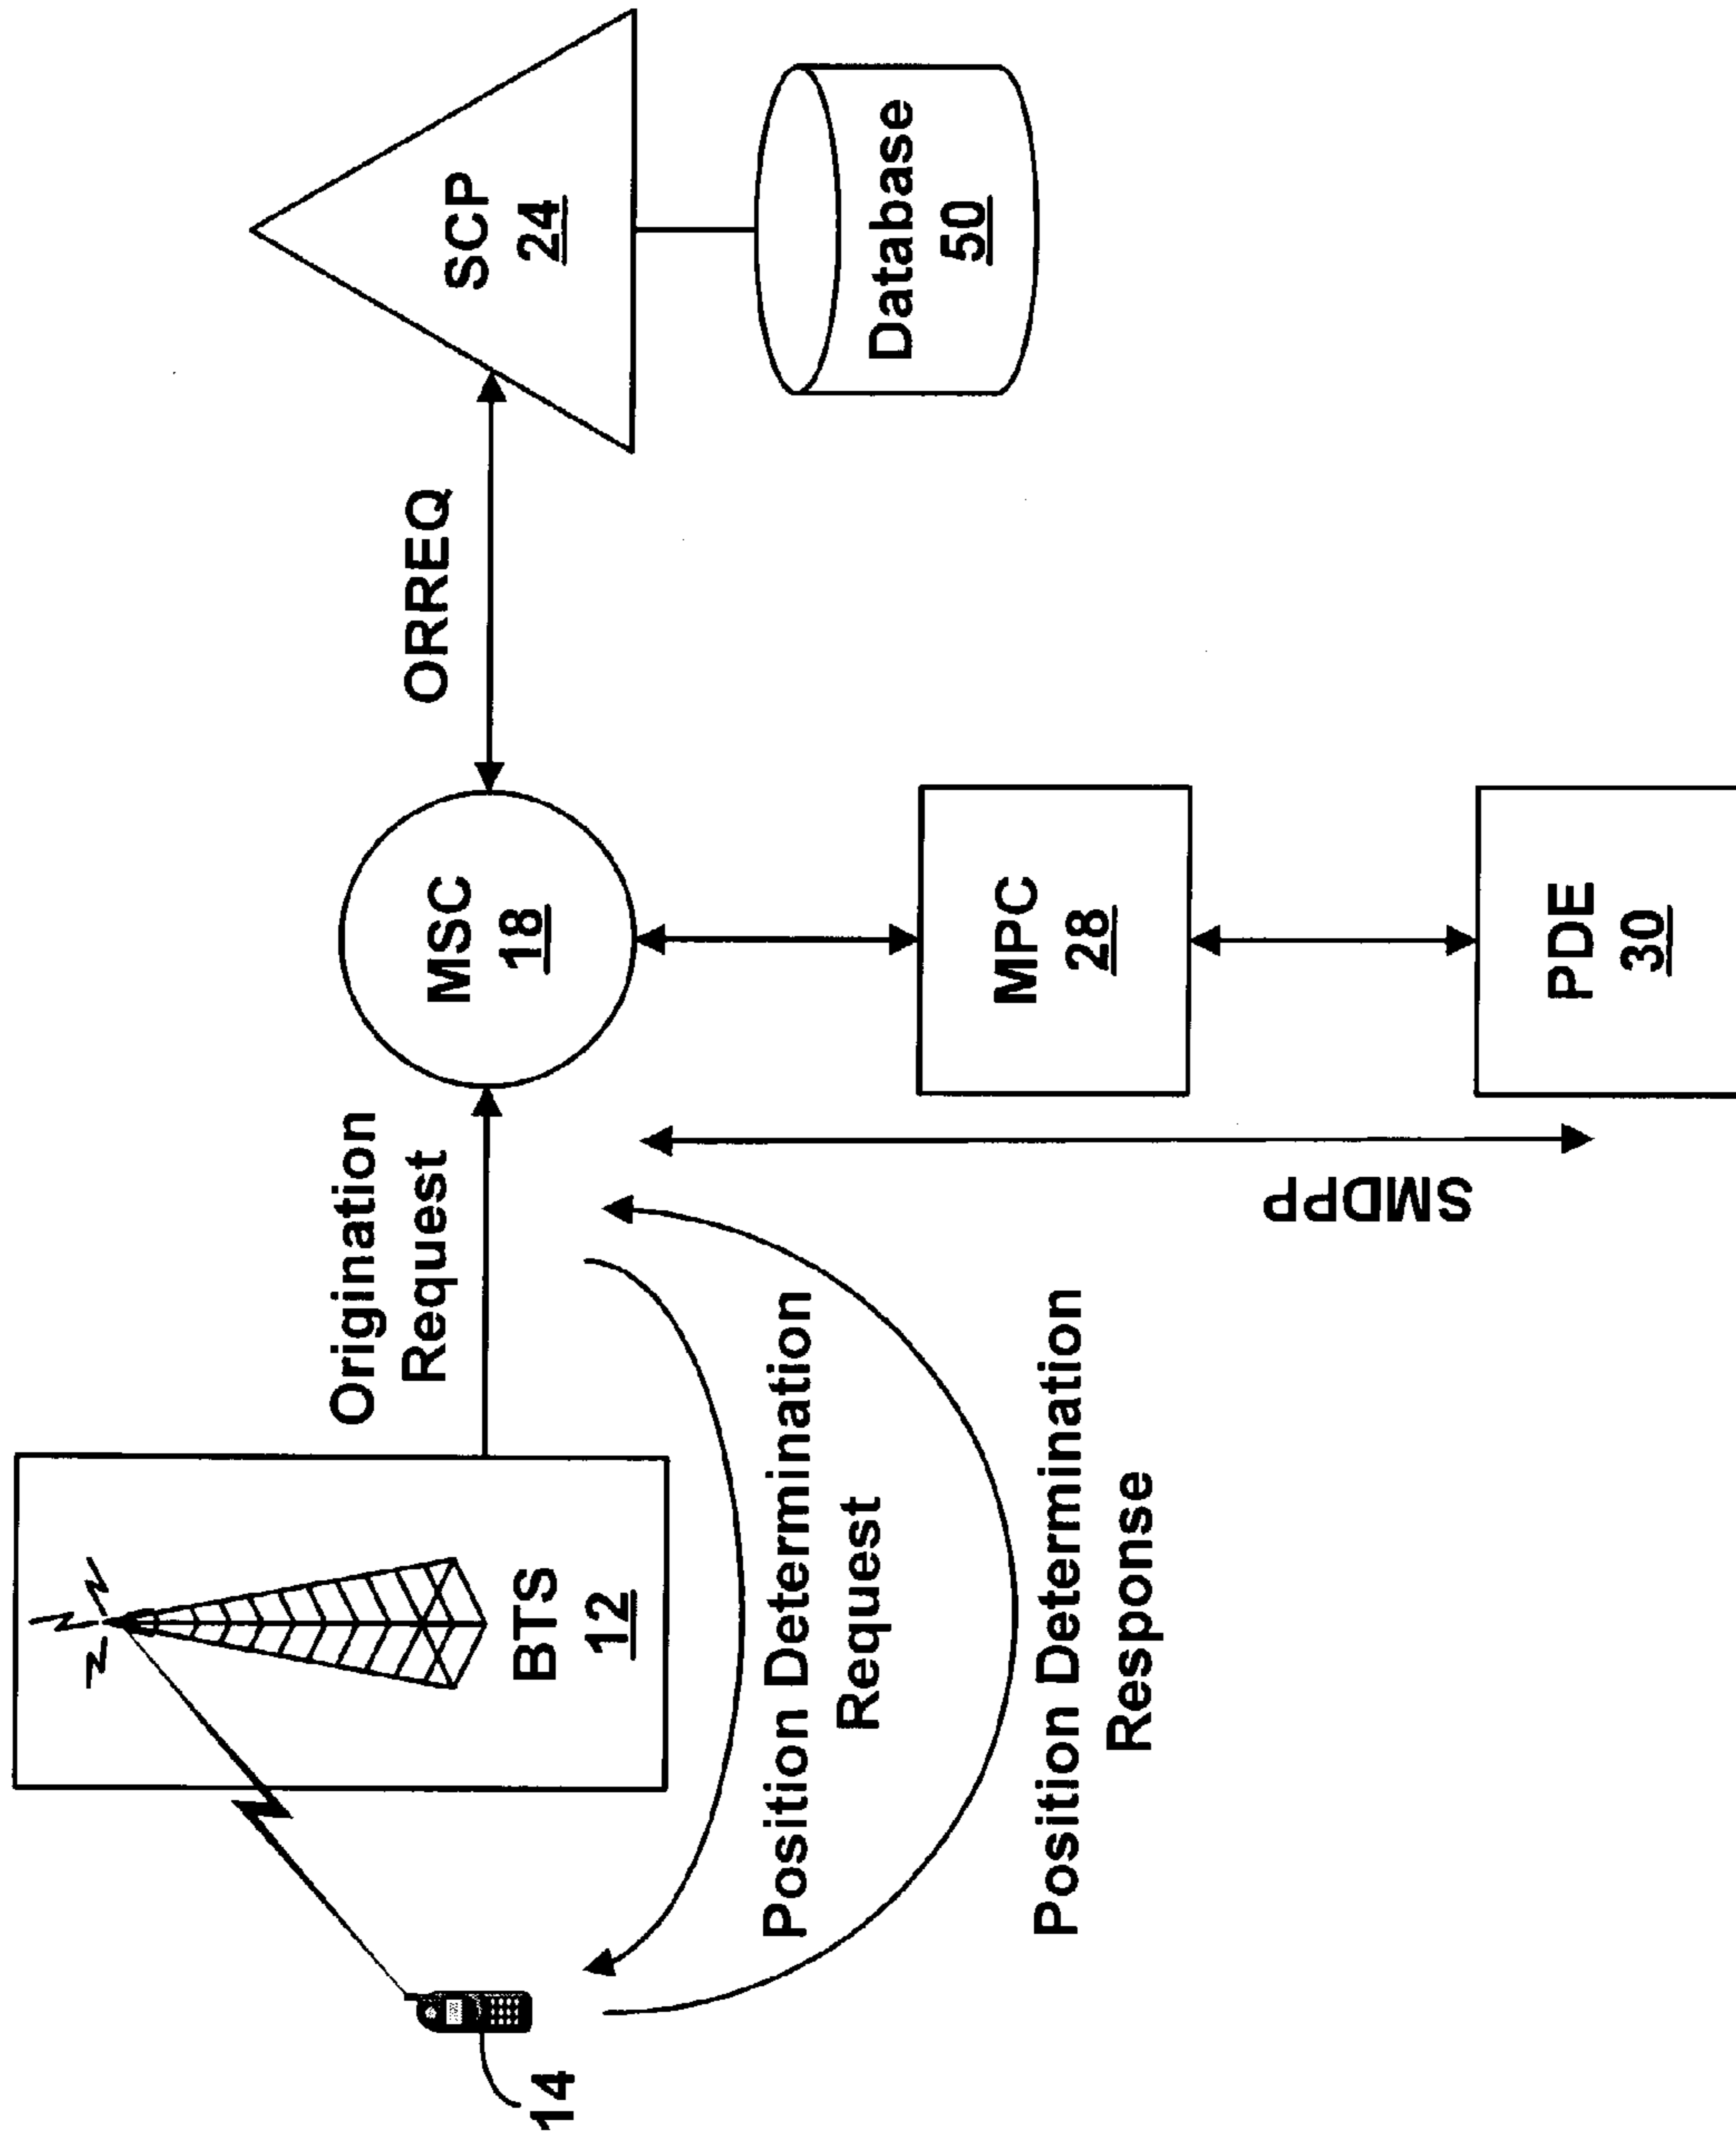 14
BTS
12
Origination
Request
MSC
18
ORREQ
SCP
24
Database
50
Position Determination
Request
Position Determination
Response
SMDPP
MPC
28
PDE
30